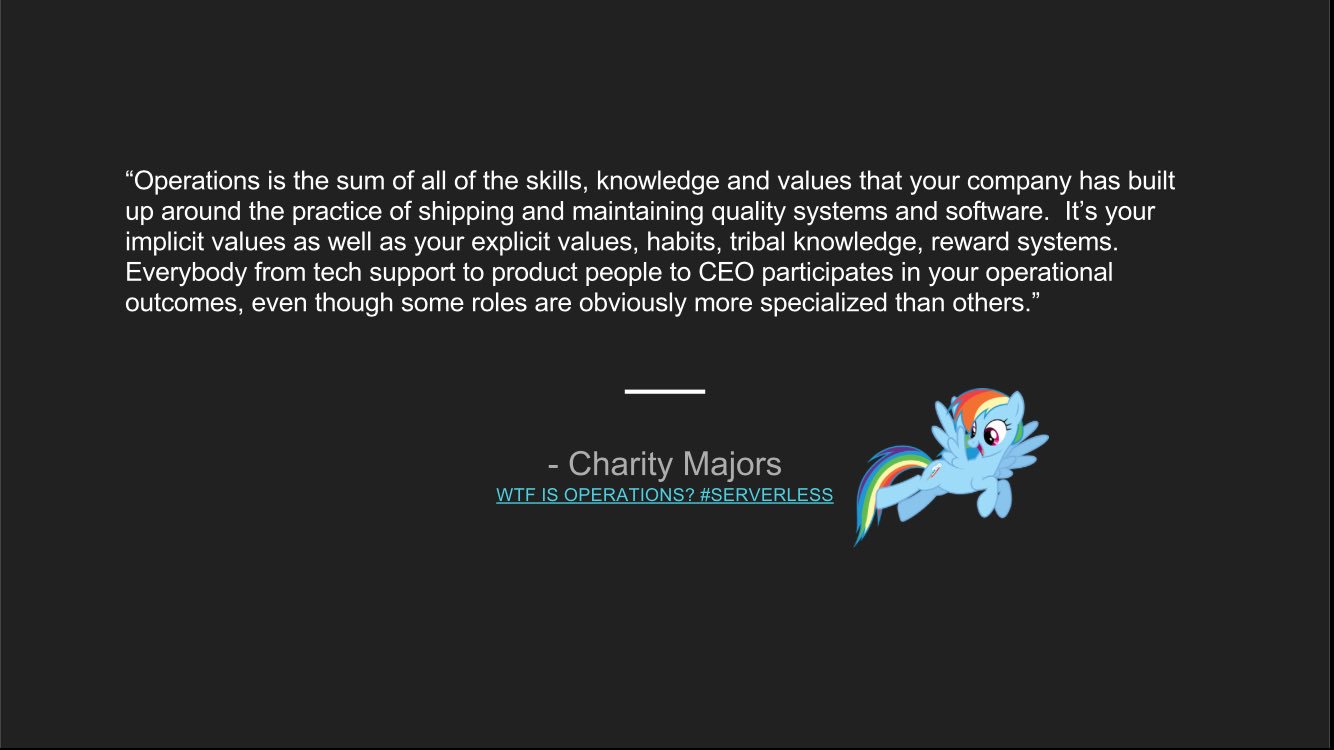 “Operations is the sum of all of the skills, knowledge and values that your company has built
up around the practice of shipping and maintaining quality systems and software.  It’s your
implicit values as well as your explicit values, habits, tribal knowledge, reward systems.
Everybody from tech support to product people to CEO participates in your operational
outcomes, even though some roles are obviously more specialized than others.”
- Charity Majors
WTF IS OPERATIONS? #SERVERLESS